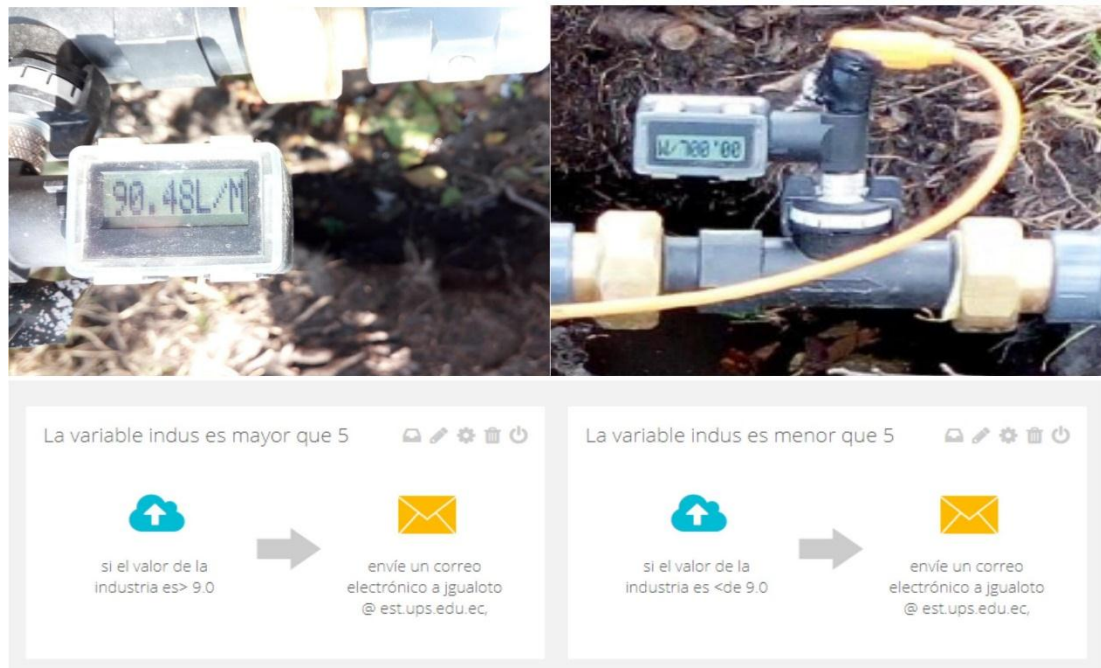 90.48L/M
00.00L/M
La variable indus es mayor que 5
si el valor de la
industria es> 9.0
envíe un correo
electrónico a jgualoto
@ est.ups.edu.ec,
La variable indus es menor que 5
si el valor de la
industria es <de 9.0
envíe un correo
electrónico a jgualoto
@ est.ups.edu.ec,